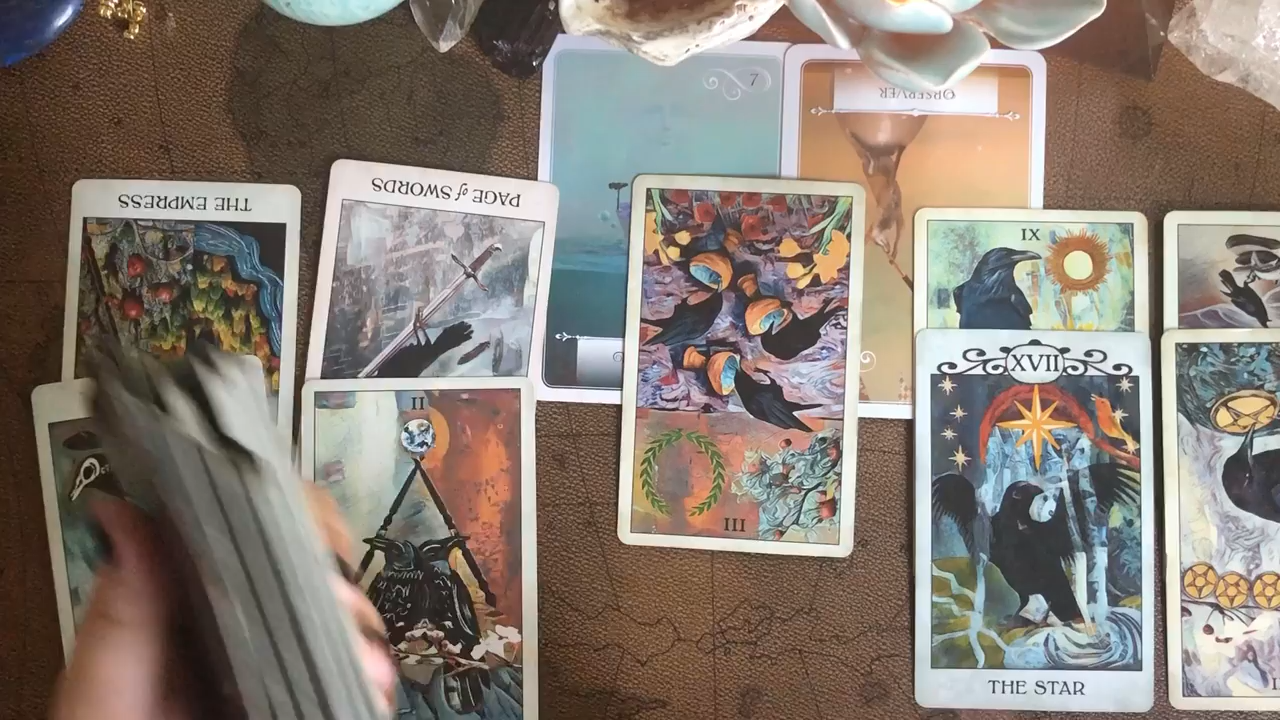 7
OBSERVER
THE EMPRESS
PAGE of SWORDS
IX
II
XVII
III
THE STAR